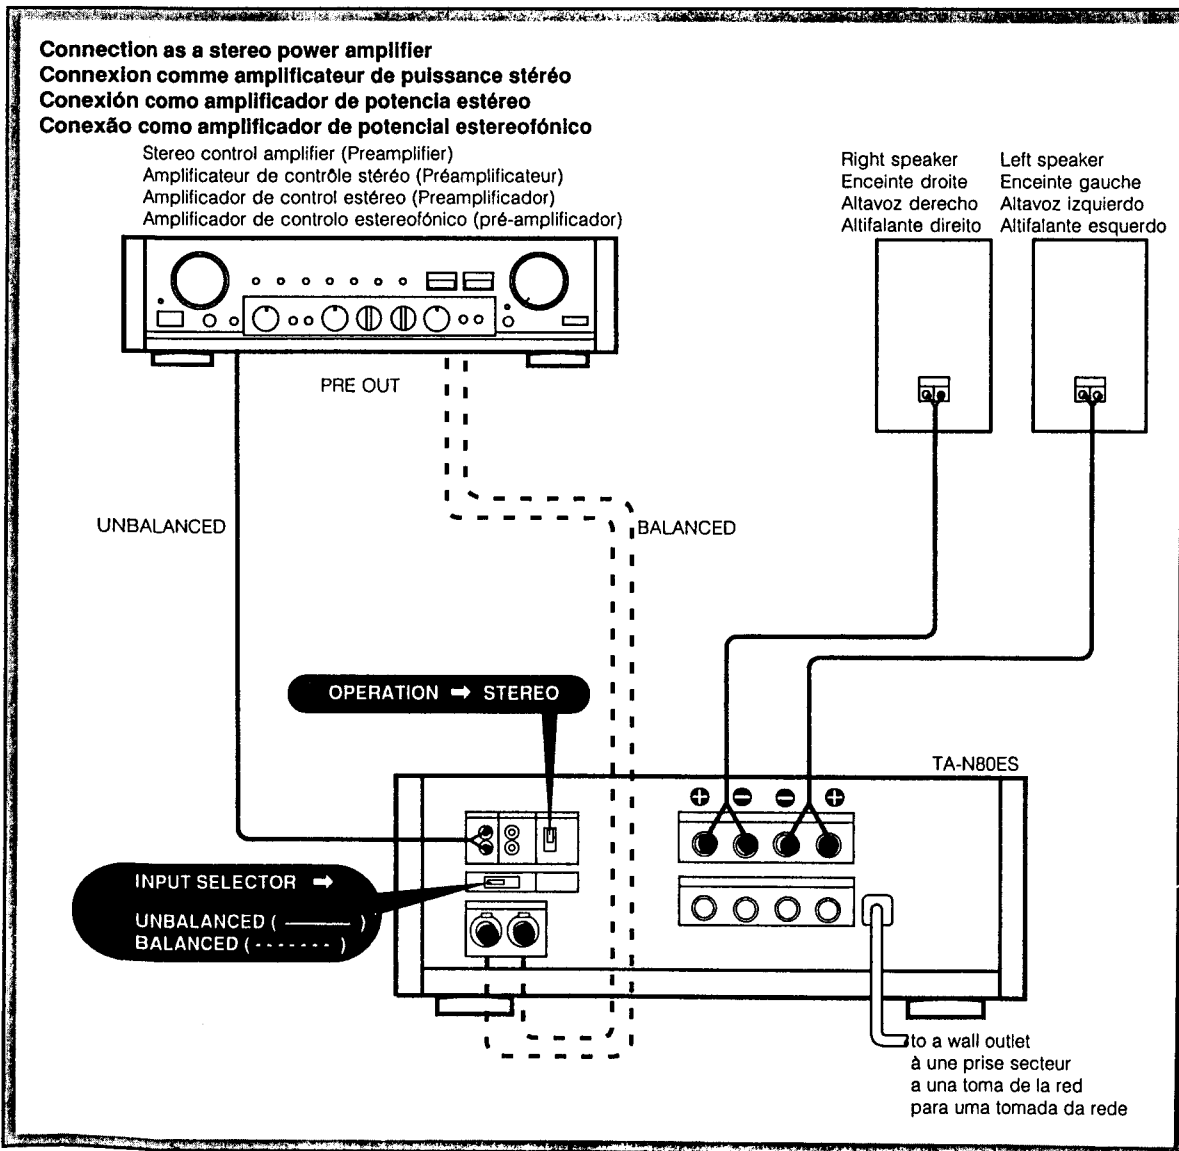 Connection as a stereo power amplifier
Connexion comme amplificateur de puissance stéréo
Conexión como amplificador de potencia estéreo
Conexão como amplificador de potencial estereofónico
Stereo control amplifier (Preamplifier)
Amplificateur de contrôle stéréo (Préamplificateur)
Amplificador de control estéreo (Preamplificador)
Amplificador de controlo estereofónico (pré-amplificador)
Right speaker
Enceinte droite
Altavoz derecho
Altifalante direito
Left speaker
Enceinte gauche
Altavoz izquierdo
Altifalante esquerdo
PRE OUT
UNBALANCED
BALANCED
OPERATION ➡ STEREO
TA-N80ES
+ − − +
INPUT SELECTOR ➡
UNBALANCED ( ——— )
BALANCED ( - - - - - - - )
to a wall outlet
à une prise secteur
a una toma de la red
para uma tomada da rede